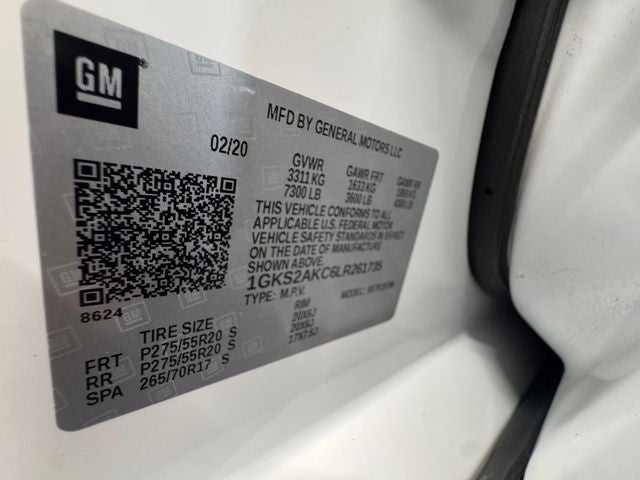 GM
MFD BY GENERAL MOTORS LLC
02/20
GVWR GAWR FRT GAWR RR
3311 KG 1633 KG
7300 LB 3600 LB
THIS VEHICLE CONFORMS TO ALL
APPLICABLE U.S. FEDERAL MOTOR
VEHICLE SAFETY STANDARDS IN EFFECT
ON THE DATE OF MANUFACTURE
SHOWN ABOVE.
1GKS2AKC6LR261735
TYPE: M.P.V. MODEL:
8624
TIRE SIZE RIM
FRT P275/55R20 S 20X9J
RR P275/55R20 S 20X9J
SPA 265/70R17 S 17X7.5J